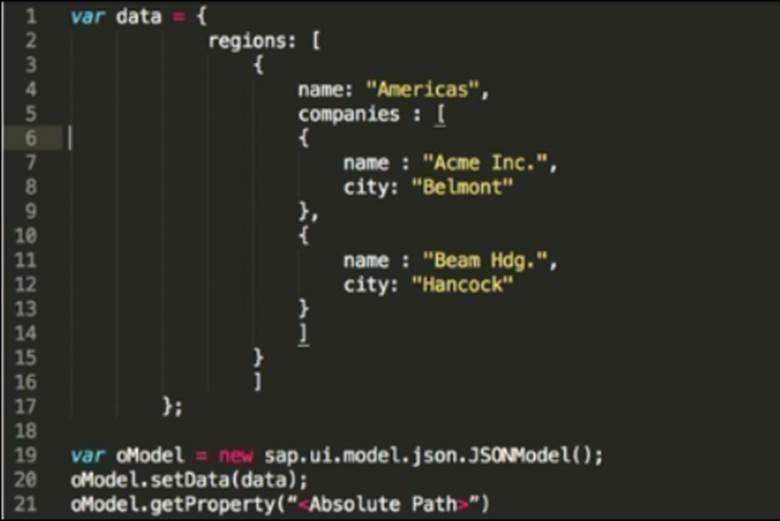 1 var data = {
2 regions: [
3 {
4 name: "Americas",
5 companies : [
6 {
7 name : "Acme Inc.",
8 city: "Belmont"
9 },
10 {
11 name : "Beam Hdg.",
12 city: "Hancock"
13 }
14 ]
15 }
16 ]
17 };
18
19 var oModel = new sap.ui.model.json.JSONModel();
20 oModel.setData(data);
21 oModel.getProperty(“<Absolute Path>”)